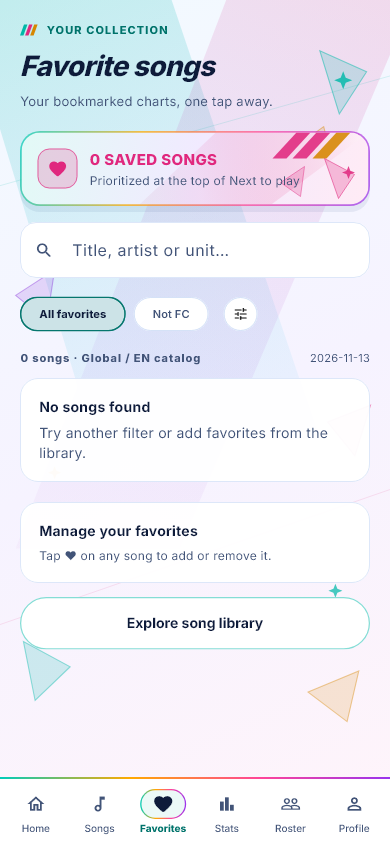 YOUR COLLECTION
Favorite songs
Your bookmarked charts, one tap away.
0 SAVED SONGS
Prioritized at the top of Next to play
Title, artist or unit...
All favorites
Not FC
0 songs · Global / EN catalog
2026-11-13
No songs found
Try another filter or add favorites from the
library.
Manage your favorites
Tap ♥ on any song to add or remove it.
Explore song library
Home
Songs
Favorites
Stats
Roster
Profile